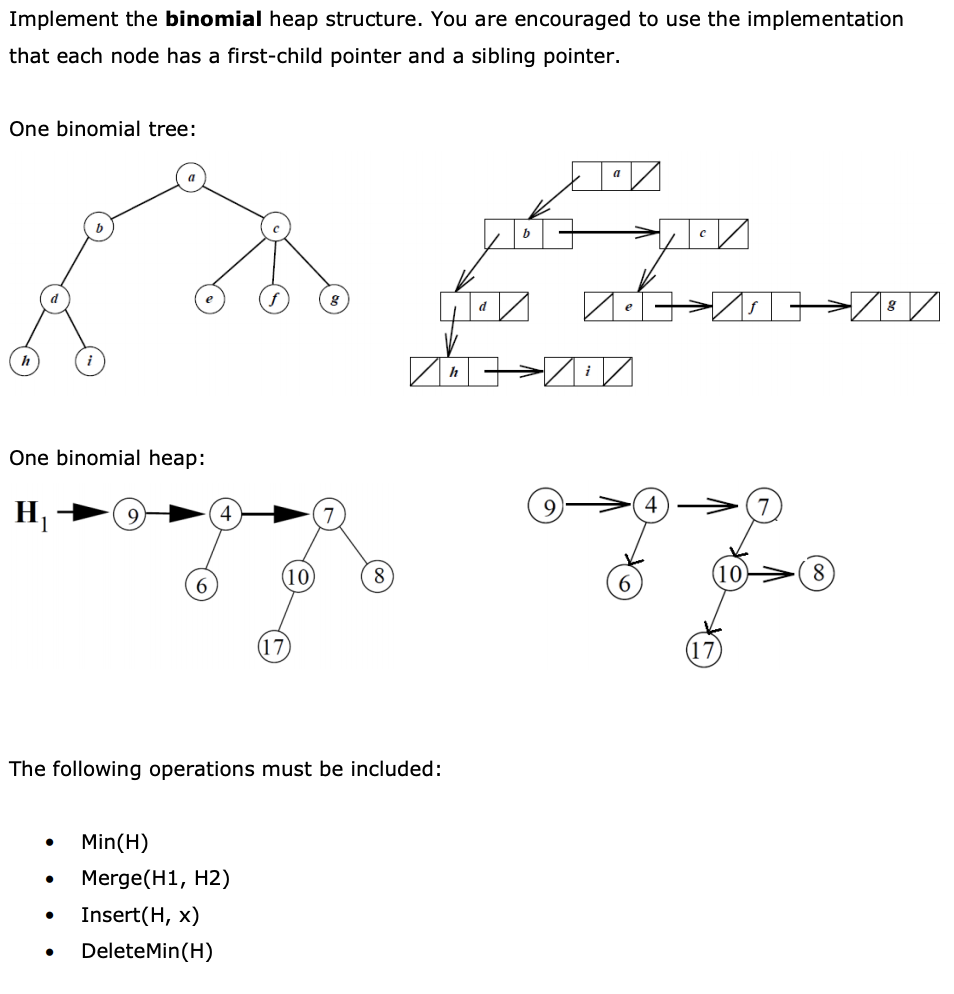 Implement the binomial heap structure. You are encouraged to use the implementation
that each node has a first-child pointer and a sibling pointer.
One binomial tree:
a
b c
d e f g
h i
a
b c
d e f g
h i
One binomial heap:
H1 9 4 7
6 10 8
17
9 4 7
6 10 8
17
The following operations must be included:
• Min(H)
• Merge(H1, H2)
• Insert(H, x)
• DeleteMin(H)